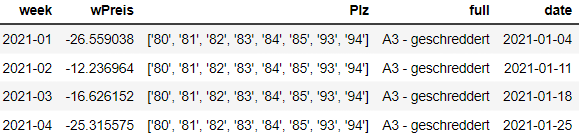 week wPreis Plz full date
2021-01 -26.559038 ['80', '81', '82', '83', '84', '85', '93', '94'] A3 - geschreddert 2021-01-04
2021-02 -12.236964 ['80', '81', '82', '83', '84', '85', '93', '94'] A3 - geschreddert 2021-01-11
2021-03 -16.626152 ['80', '81', '82', '83', '84', '85', '93', '94'] A3 - geschreddert 2021-01-18
2021-04 -25.315575 ['80', '81', '82', '83', '84', '85', '93', '94'] A3 - geschreddert 2021-01-25